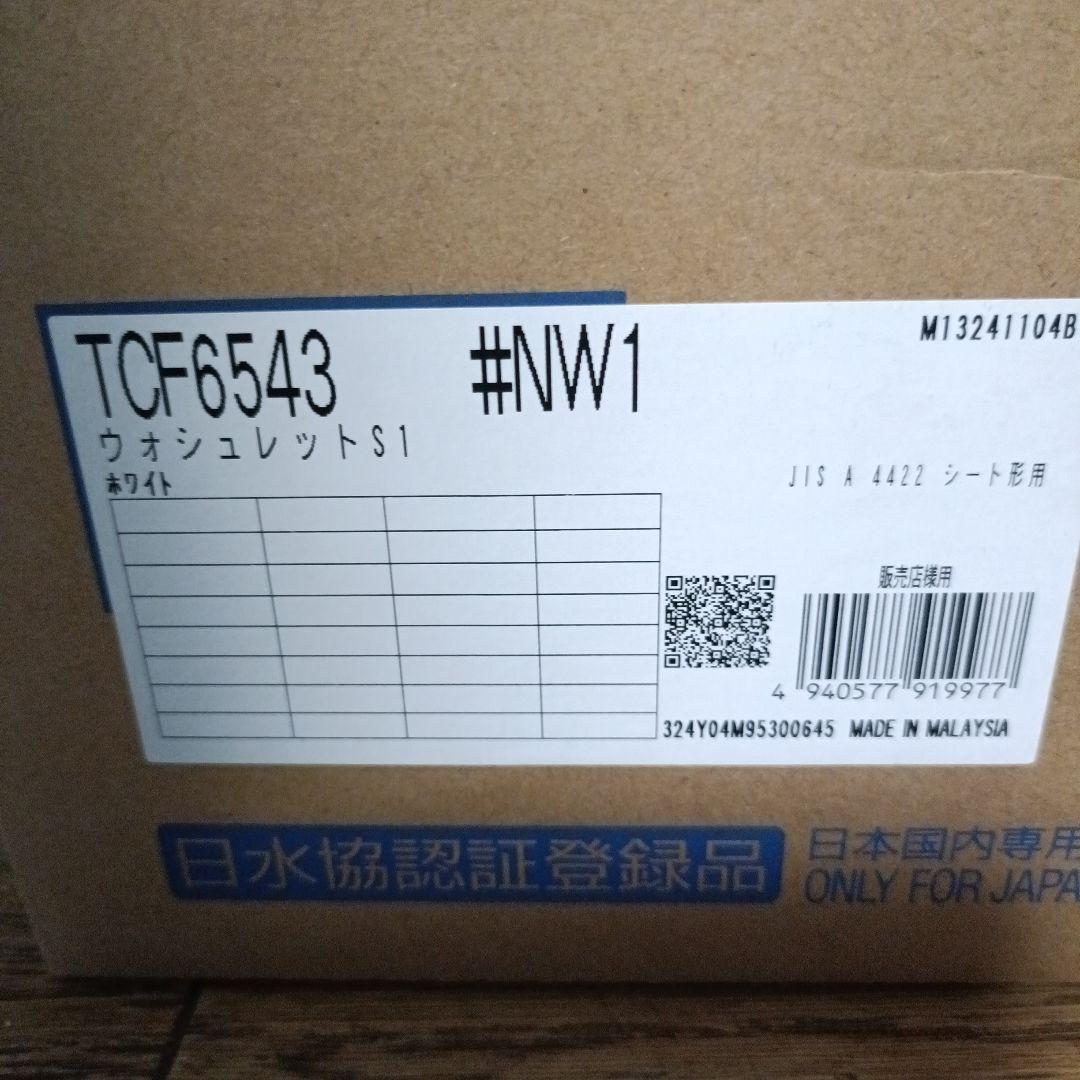 TCF6543 #NW1
M13241104B
ウォシュレットS1
ホワイト
JIS A 4422 シート形用
販売店様用
4 940577 919977
324Y04M95300645 MADE IN MALAYSIA
日水協認証登録品
日本国内専用
ONLY FOR JAPA